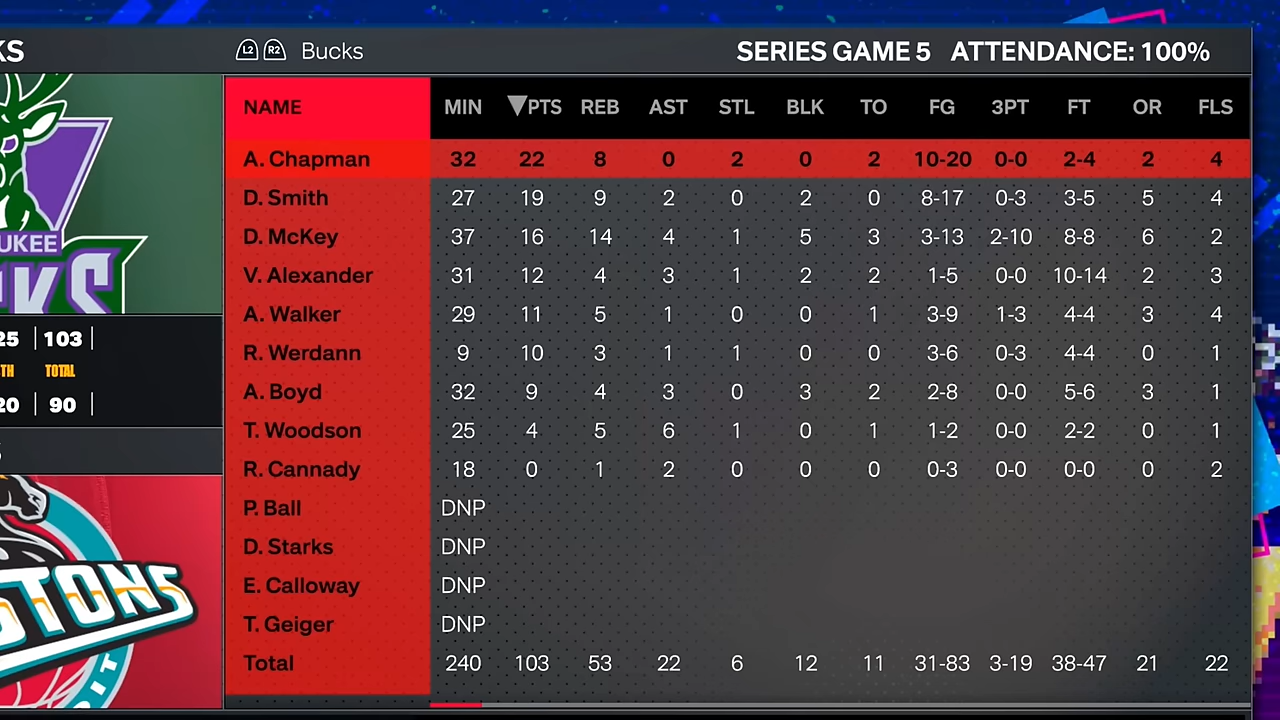 KS
L2 R2 Bucks
SERIES GAME 5 ATTENDANCE: 100%
NAME MIN PTS REB AST STL BLK TO FG 3PT FT OR FLS
A. Chapman 32 22 8 0 2 0 2 10-20 0-0 2-4 2 4
D. Smith 27 19 9 2 0 2 0 8-17 0-3 3-5 5 4
D. McKey 37 16 14 4 1 5 3 3-13 2-10 8-8 6 2
V. Alexander 31 12 4 3 1 2 2 1-5 0-0 10-14 2 3
A. Walker 29 11 5 1 0 0 1 3-9 1-3 4-4 3 4
R. Werdann 9 10 3 1 1 0 0 3-6 0-3 4-4 0 1
A. Boyd 32 9 4 3 0 3 2 2-8 0-0 5-6 3 1
T. Woodson 25 4 5 6 1 0 1 1-2 0-0 2-2 0 1
R. Cannady 18 0 1 2 0 0 0 0-3 0-0 0-0 0 2
P. Ball DNP
D. Starks DNP
E. Calloway DNP
T. Geiger DNP
Total 240 103 53 22 6 12 11 31-83 3-19 38-47 21 22
UKEE
CKS
25 103
TH TOTAL
20 90
STONS
OIT